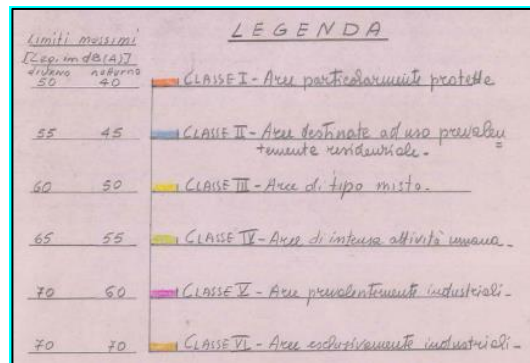 LEGENDA
Limiti massimi
[Leq. in dB(A)]
diurno notturno
50 40 CLASSE I - Aree particolarmente protette
55 45 CLASSE II - Aree destinate ad uso prevalen=
temente residenziale.
60 50 CLASSE III - Aree di tipo misto.
65 55 CLASSE IV - Aree di intensa attività umana.
70 60 CLASSE V - Aree prevalentemente industriali -
70 70 CLASSE VI - Aree esclusivamente industriali -